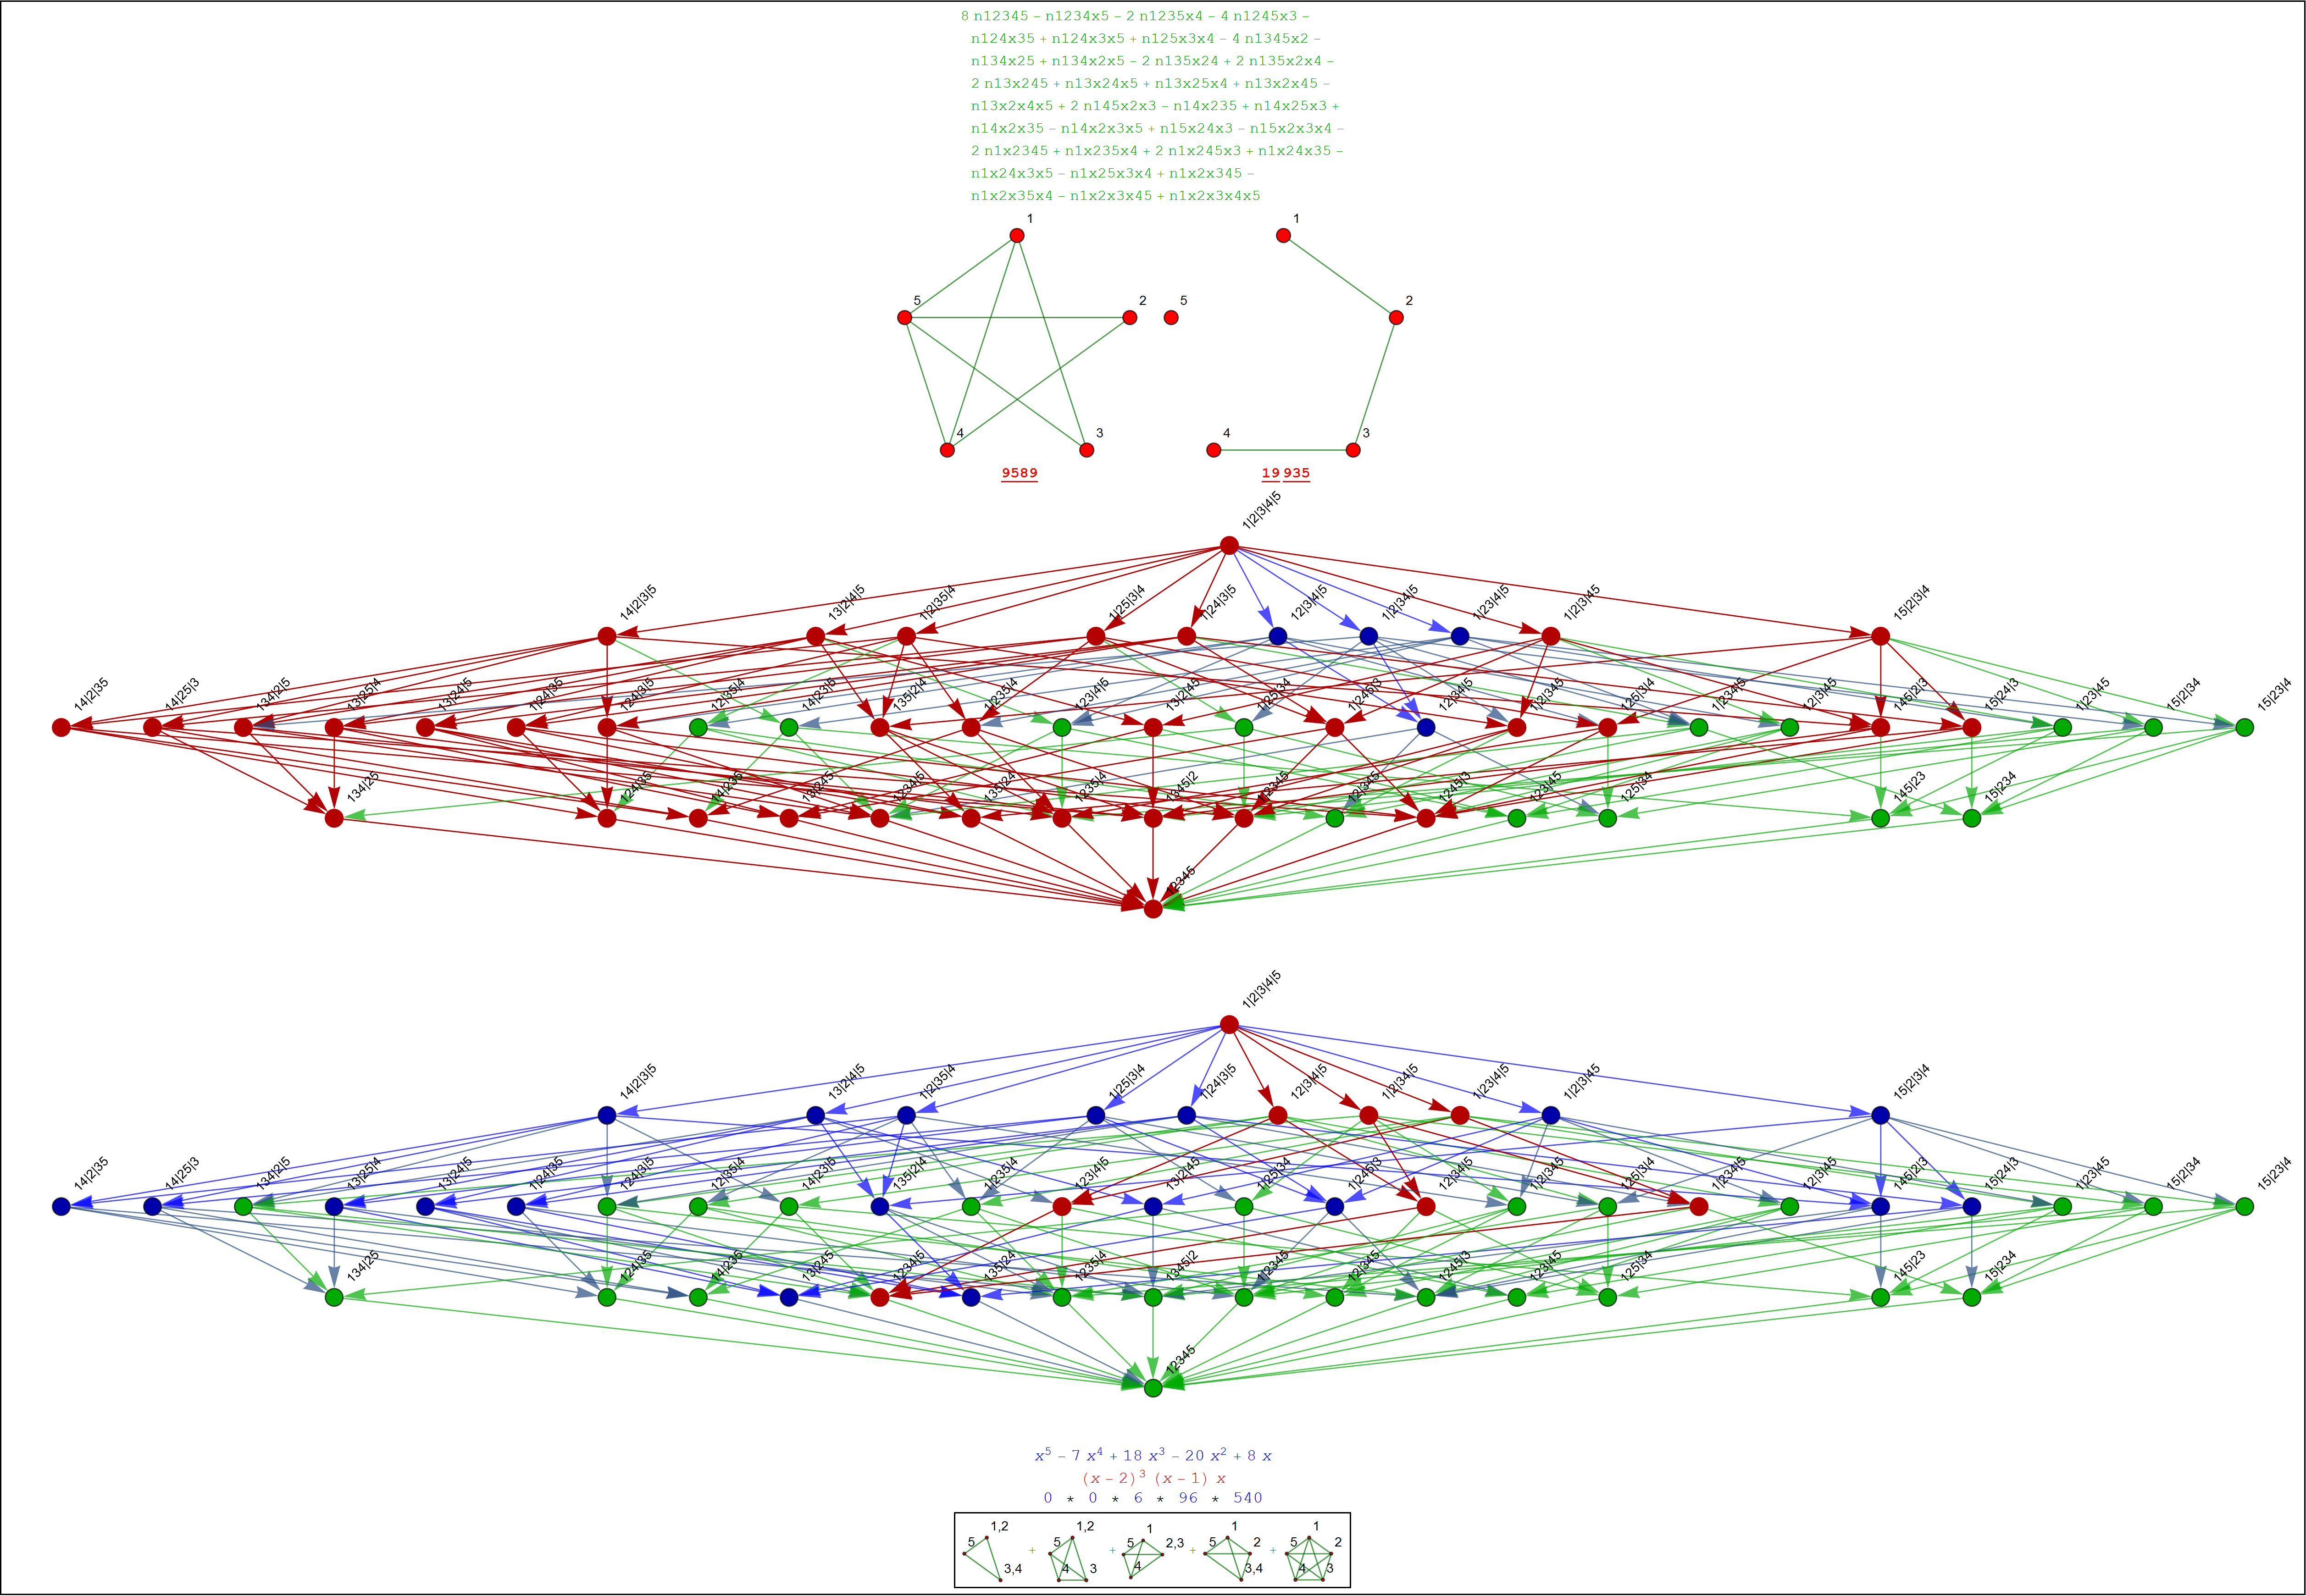 8 n12345 − n1234x5 − 2 n1235x4 − 4 n1245x3 −
n124x35 + n124x3x5 + n125x3x4 − 4 n1345x2 −
n134x25 + n134x2x5 − 2 n135x24 + 2 n135x2x4 −
2 n13x245 + n13x24x5 + n13x25x4 + n13x2x45 −
n13x2x4x5 + 2 n145x2x3 − n14x235 + n14x25x3 +
n14x2x35 − n14x2x3x5 + n15x24x3 − n15x2x3x4 −
2 n1x2345 + n1x235x4 + 2 n1x245x3 + n1x24x35 −
n1x24x3x5 − n1x25x3x4 + n1x2x345 −
n1x2x35x4 − n1x2x3x45 + n1x2x3x4x5
1 1
5 2 5 2
4 3 4 3
9589 19 935
1|2|3|4|5
14|2|3|5 13|2|4|5 1|2|35|4 1|25|3|4 1|24|3|5 12|3|4|5 1|2|34|5 1|23|4|5 1|2|3|45 15|2|3|4
14|2|35 14|25|3 134|2|5 13|25|4 13|24|5 1|24|35 124|3|5 12|35|4 14|23|5 135|2|4 1|235|4 123|4|5 13|2|45 1|25|34 1|245|3 12|34|5 1|2|345 125|3|4 1|234|5 12|3|45 145|2|3 15|24|3 1|23|45 15|2|34 15|23|4
134|25 124|35 14|235 13|245 1234|5 135|24 1235|4 1345|2 1|2345 12|345 1245|3 123|45 125|34 145|23 15|234
12345
1|2|3|4|5
14|2|3|5 13|2|4|5 1|2|35|4 1|25|3|4 1|24|3|5 12|3|4|5 1|2|34|5 1|23|4|5 1|2|3|45 15|2|3|4
14|2|35 14|25|3 134|2|5 13|25|4 13|24|5 1|24|35 124|3|5 12|35|4 14|23|5 135|2|4 1|235|4 123|4|5 13|2|45 1|25|34 1|245|3 12|34|5 1|2|345 125|3|4 1|234|5 12|3|45 145|2|3 15|24|3 1|23|45 15|2|34 15|23|4
134|25 124|35 14|235 13|245 1234|5 135|24 1235|4 1345|2 1|2345 12|345 1245|3 123|45 125|34 145|23 15|234
12345
x⁵ − 7 x⁴ + 18 x³ − 20 x² + 8 x
(x − 2)³ (x − 1) x
0 * 0 * 6 * 96 * 540
1,2 1,2 1 1 1
5 5 5 2,3 5 2 5 2
+ + + +
3,4 4 3 4 3,4 4 3